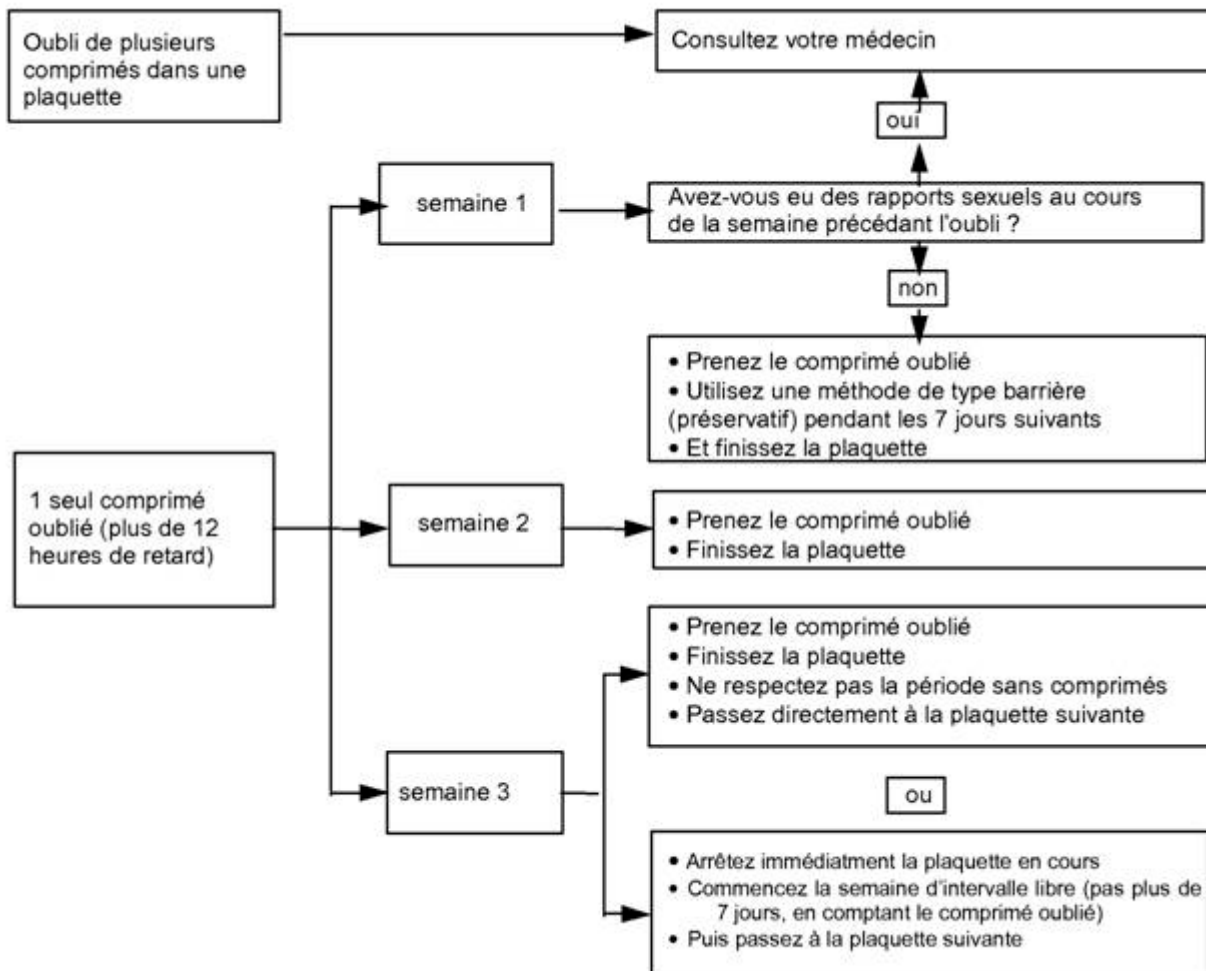 Oubli de plusieurs
comprimés dans une
plaquette
Consultez votre médecin
oui
semaine 1
Avez-vous eu des rapports sexuels au cours
de la semaine précédant l'oubli ?
non
• Prenez le comprimé oublié
• Utilisez une méthode de type barrière
(préservatif) pendant les 7 jours suivants
• Et finissez la plaquette
1 seul comprimé
oublié (plus de 12
heures de retard)
semaine 2
• Prenez le comprimé oublié
• Finissez la plaquette
semaine 3
• Prenez le comprimé oublié
• Finissez la plaquette
• Ne respectez pas la période sans comprimés
• Passez directement à la plaquette suivante
ou
• Arrêtez immédiatment la plaquette en cours
• Commencez la semaine d'intervalle libre (pas plus de
7 jours, en comptant le comprimé oublié)
• Puis passez à la plaquette suivante